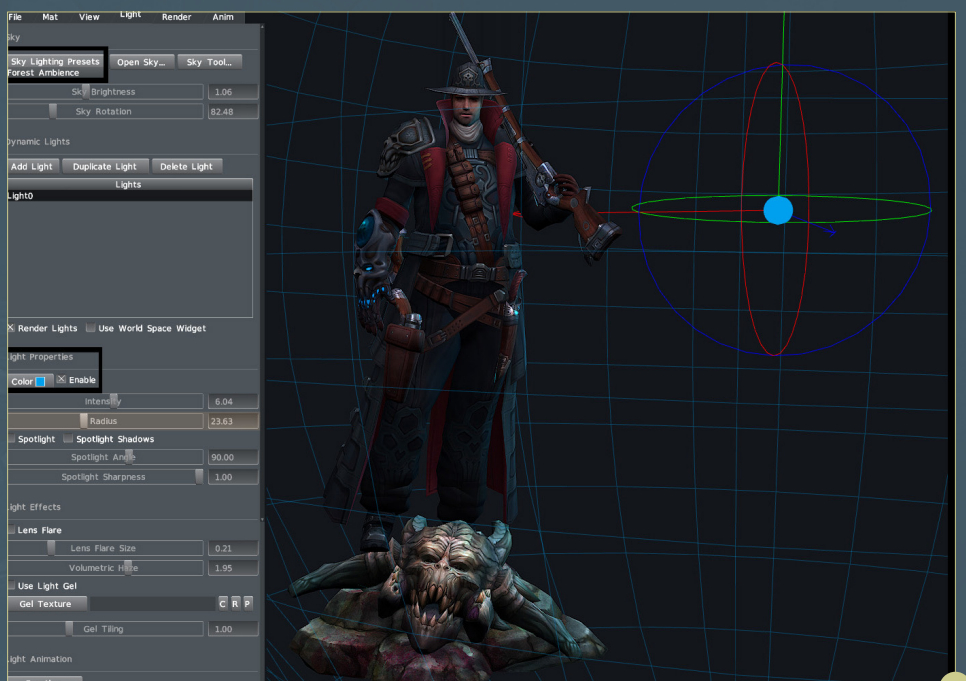 File Mat View Light Render Anim
Sky
Sky Lighting Presets Open Sky... Sky Tool...
Forest Ambience
Sky Brightness 1.06
Sky Rotation 82.48
Dynamic Lights
Add Light Duplicate Light Delete Light
Lights
Light0
Render Lights Use World Space Widget
Light Properties
Color Enable
Intensity 6.04
Radius 23.63
Spotlight Spotlight Shadows
Spotlight Angle 90.00
Spotlight Sharpness 1.00
Light Effects
Lens Flare
Lens Flare Size 0.21
Volumetric Haze 1.95
Use Light Gel
Gel Texture C R P
Gel Tiling 1.00
Light Animation